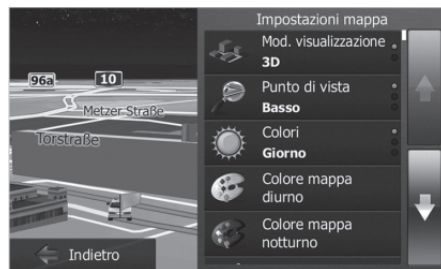 Impostazioni mappa
Mod. visualizzazione
3D
Punto di vista
Basso
Colori
Giorno
Colore mappa
diurno
Colore mappa
notturno
96a
10
Metzer Straße
Torstraße
Indietro